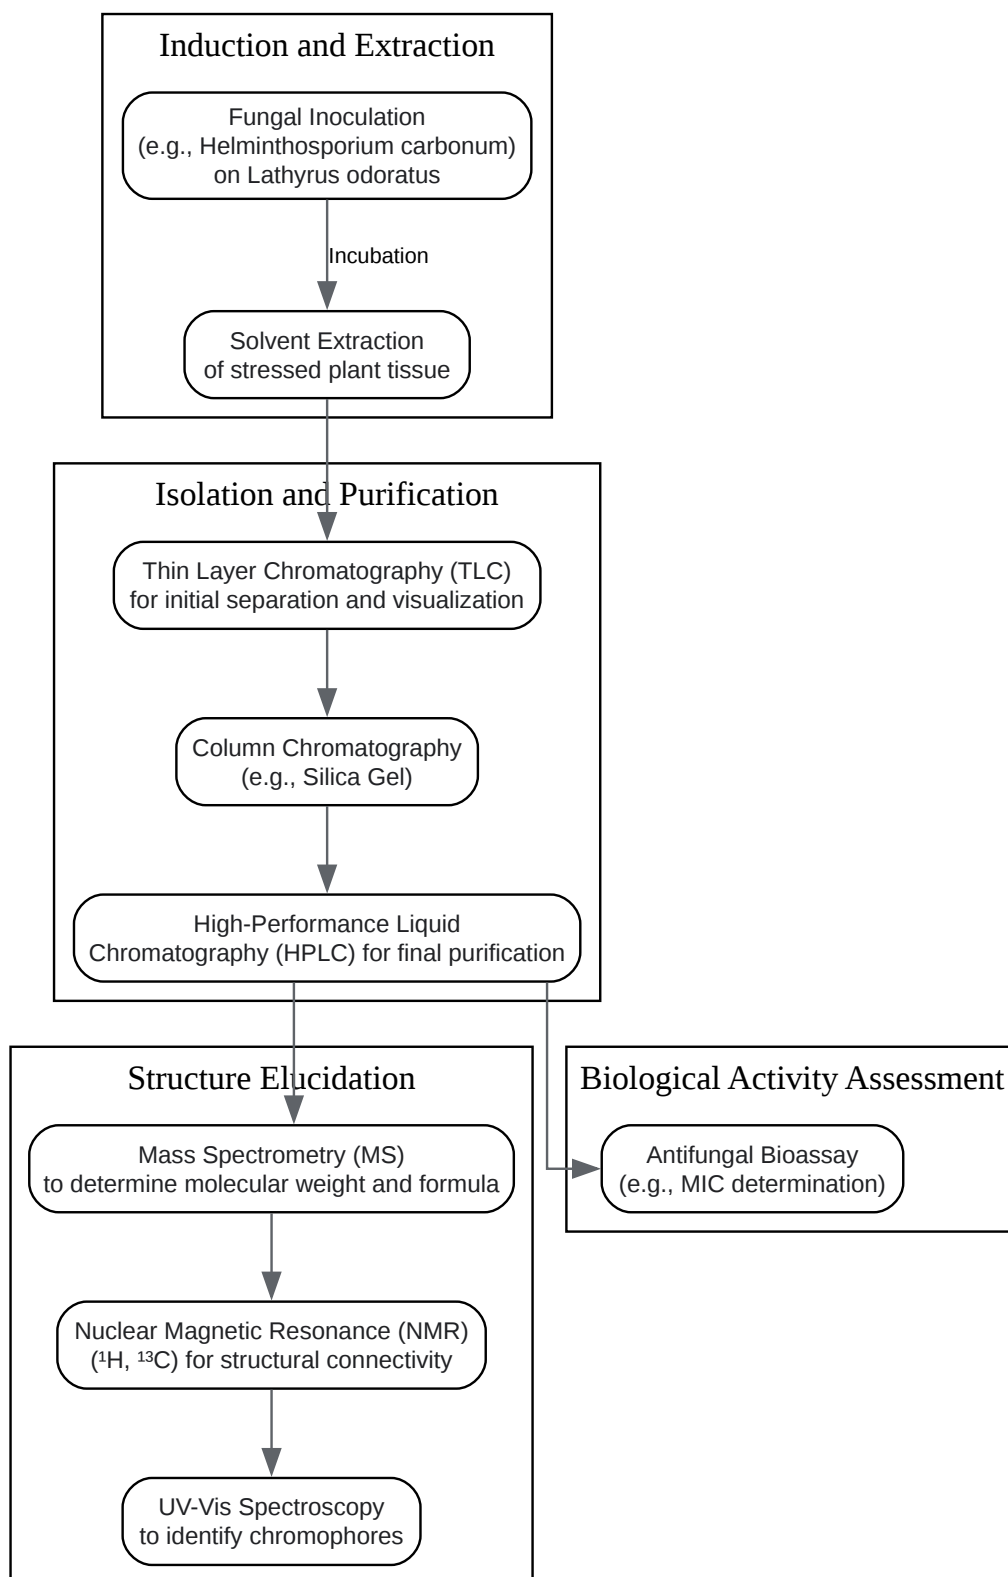 Induction and Extraction
Fungal Inoculation
(e.g., Helminthosporium carbonum)
on Lathyrus odoratus
Incubation
Solvent Extraction
of stressed plant tissue
Isolation and Purification
Thin Layer Chromatography (TLC)
for initial separation and visualization
Column Chromatography
(e.g., Silica Gel)
High-Performance Liquid
Chromatography (HPLC) for final purification
Structure Elucidation
Mass Spectrometry (MS)
to determine molecular weight and formula
Nuclear Magnetic Resonance (NMR)
(¹H, ¹³C) for structural connectivity
UV-Vis Spectroscopy
to identify chromophores
Biological Activity Assessment
Antifungal Bioassay
(e.g., MIC determination)